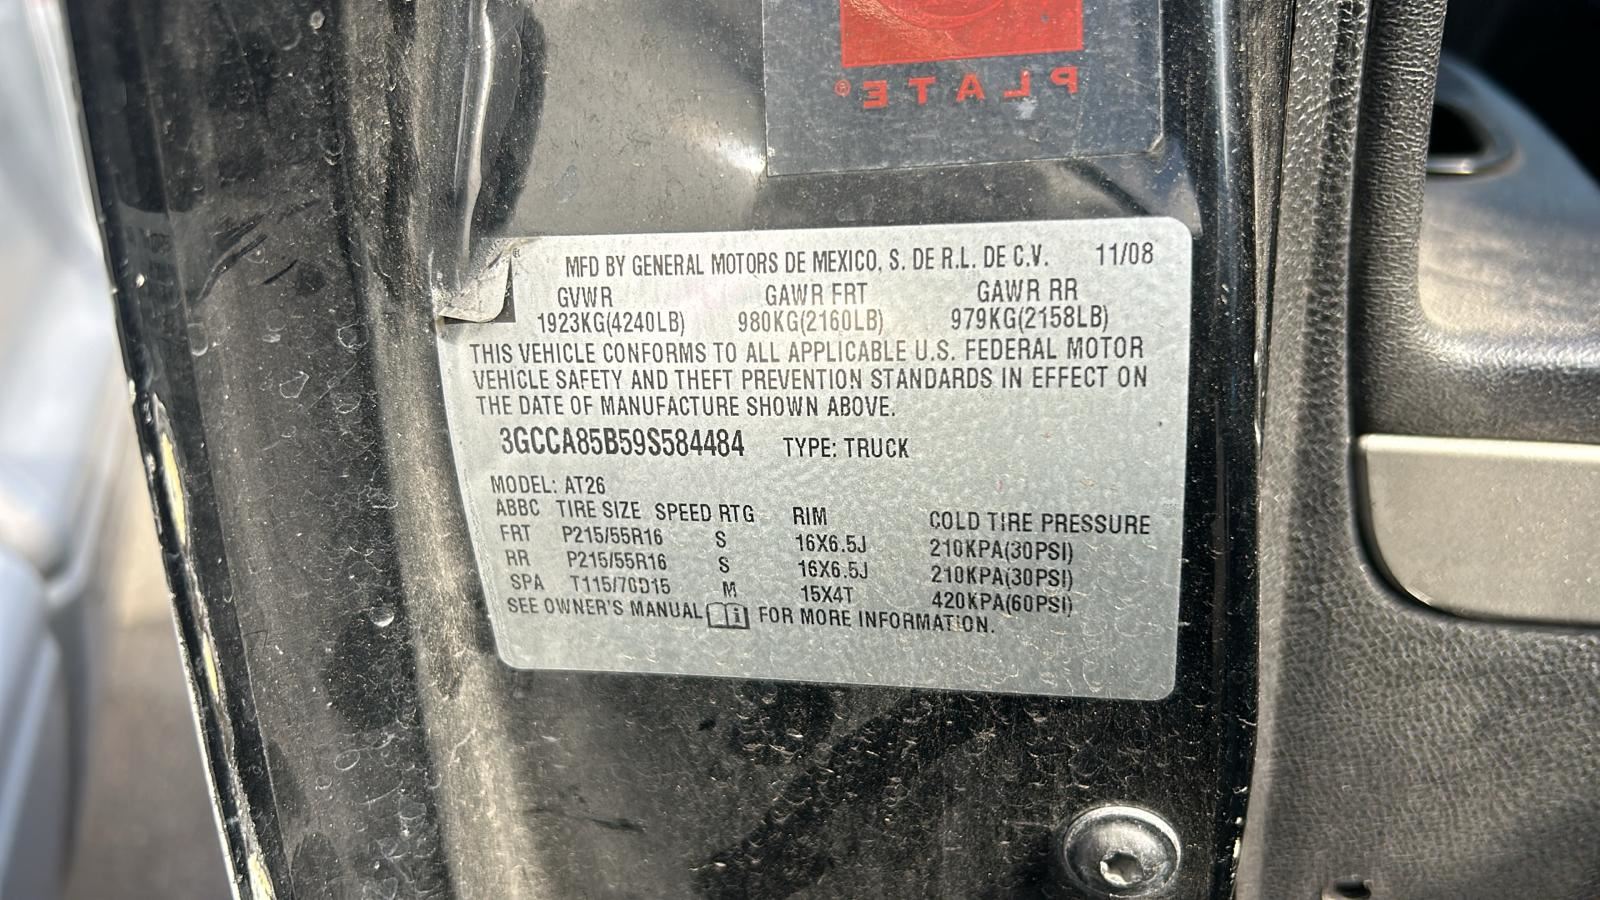 PLATE®
MFD BY GENERAL MOTORS DE MEXICO, S. DE R.L. DE C.V. 11/08
GVWR GAWR FRT GAWR RR
1923KG(4240LB) 980KG(2160LB) 979KG(2158LB)
THIS VEHICLE CONFORMS TO ALL APPLICABLE U.S. FEDERAL MOTOR
VEHICLE SAFETY AND THEFT PREVENTION STANDARDS IN EFFECT ON
THE DATE OF MANUFACTURE SHOWN ABOVE.
3GCCA85B59S584484 TYPE: TRUCK
MODEL: AT26
ABBC TIRE SIZE SPEED RTG RIM COLD TIRE PRESSURE
FRT P215/55R16 S 16X6.5J 210KPA(30PSI)
RR P215/55R16 S 16X6.5J 210KPA(30PSI)
SPA T115/70D15 M 15X4T 420KPA(60PSI)
SEE OWNER'S MANUAL FOR MORE INFORMATION.